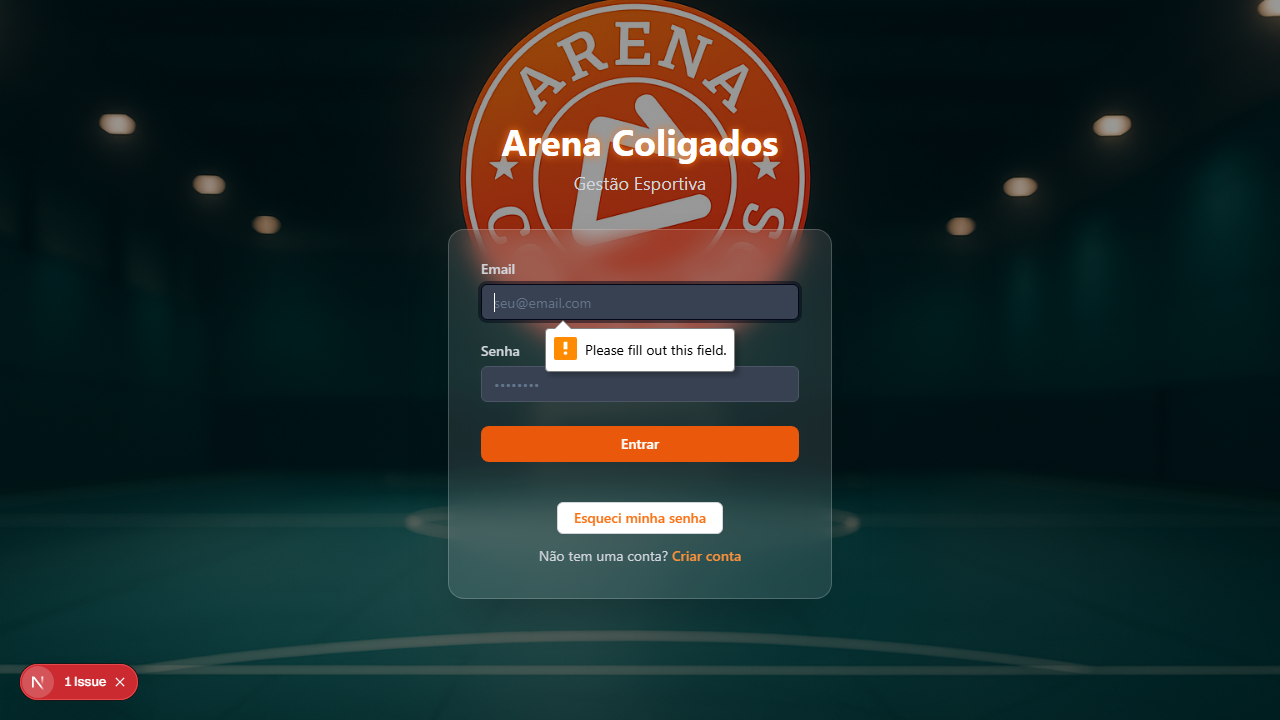 ARENA
Arena Coligados
Gestão Esportiva
Email
seu@email.com
Please fill out this field.
Senha
••••••••
Entrar
Esqueci minha senha
Não tem uma conta? Criar conta
N
1 Issue